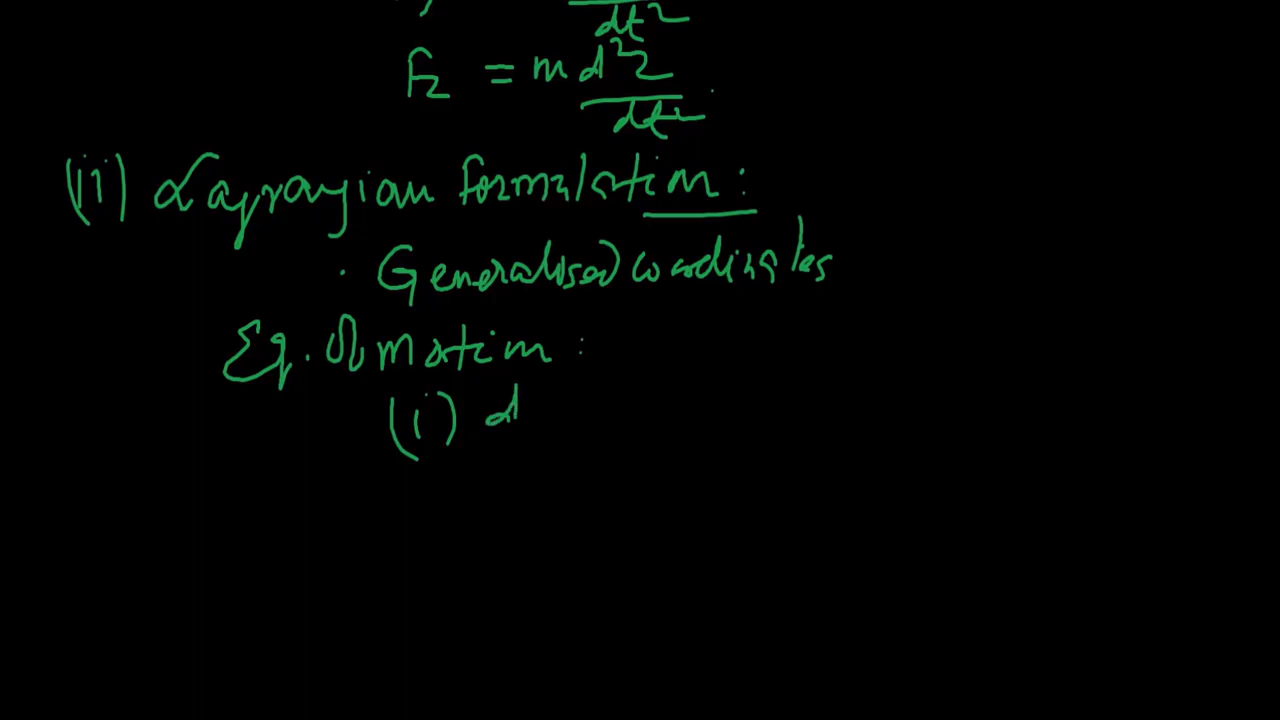 dt²
F_z = m d²z
dt²
(ii) Lagrangian formulation:
· Generalised coordinates
Eq. of motion:
(i) d